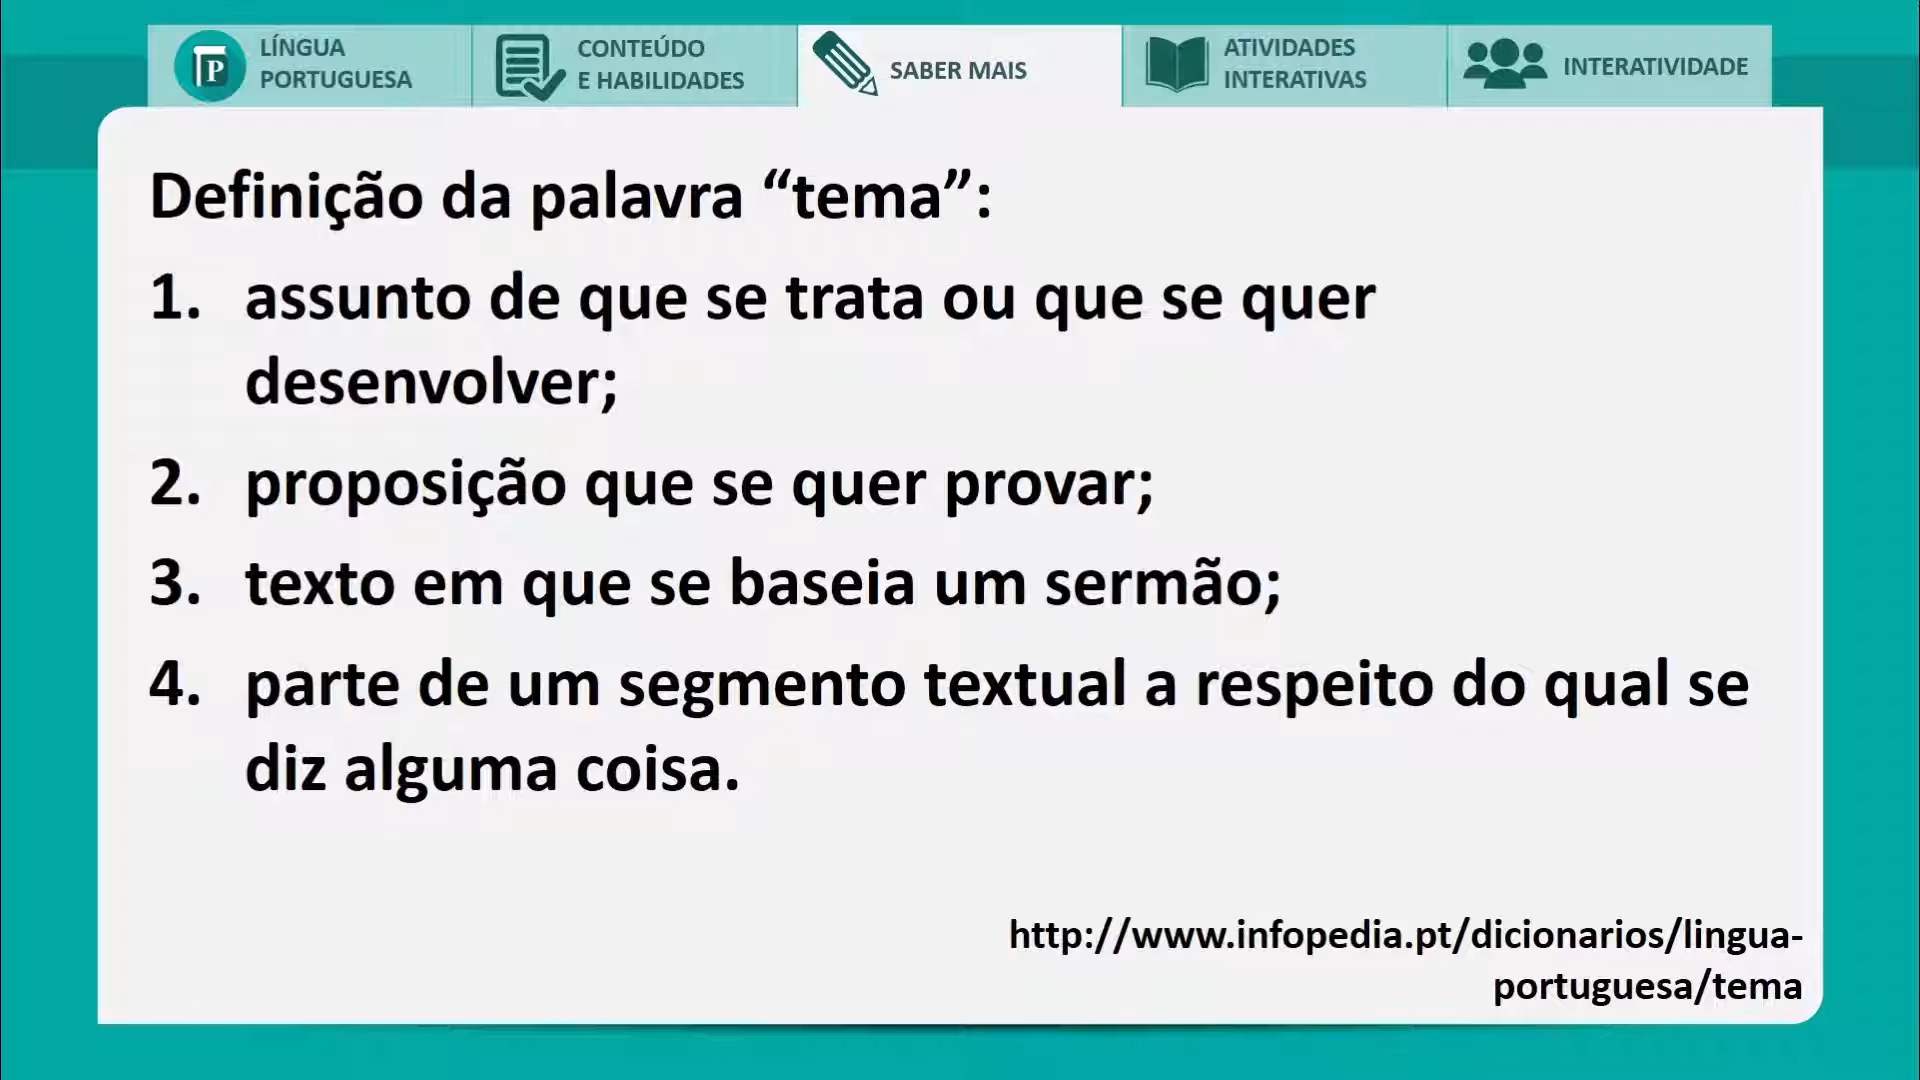 LÍNGUA
PORTUGUESA
CONTEÚDO
E HABILIDADES
SABER MAIS
ATIVIDADES
INTERATIVAS
INTERATIVIDADE
P
Definição da palavra “tema”:
1. assunto de que se trata ou que se quer
desenvolver;
2. proposição que se quer provar;
3. texto em que se baseia um sermão;
4. parte de um segmento textual a respeito do qual se
diz alguma coisa.
http://www.infopedia.pt/dicionarios/lingua-
portuguesa/tema